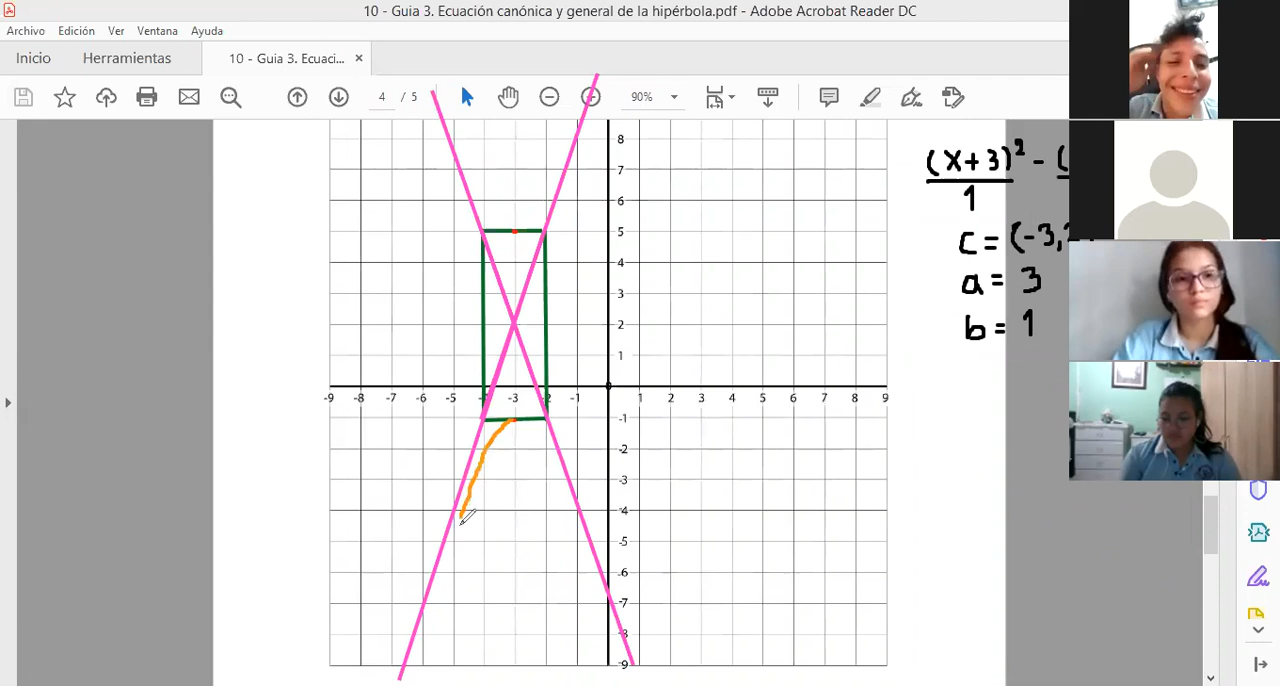 10 - Guia 3. Ecuación canónica y general de la hipérbola.pdf - Adobe Acrobat Reader DC
Archivo Edición Ver Ventana Ayuda
Inicio Herramientas 10 - Guia 3. Ecuaci... ×
4 / 5 90%
8
7
6
5
4
3
2
1
-9 -8 -7 -6 -5 -4 -3 -2 0 1 2 3 4 5 6 7 8 9
-1
-2
-3
-4
-5
-6
-7
-8
-9
(x+3)² - (
1
c = (-3,
a = 3
b = 1